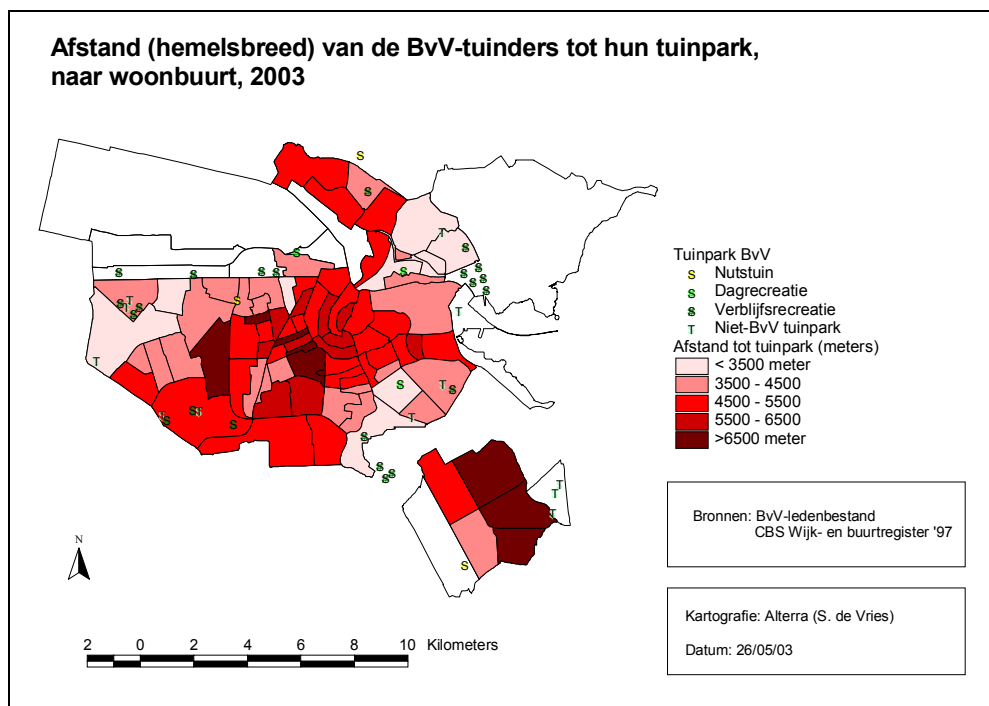 Afstand (hemelsbreed) van de BvV-tuinders tot hun tuinpark,
naar woonbuurt, 2003
Tuinpark BvV
S Nutstuin
S Dagrecreatie
S Verblijfsrecreatie
T Niet-BvV tuinpark
Afstand tot tuinpark (meters)
< 3500 meter
3500 - 4500
4500 - 5500
5500 - 6500
>6500 meter
Bronnen: BvV-ledenbestand
CBS Wijk- en buurtregister '97
N
Kartografie: Alterra (S. de Vries)
Datum: 26/05/03
2 0 2 4 6 8 10 Kilometers